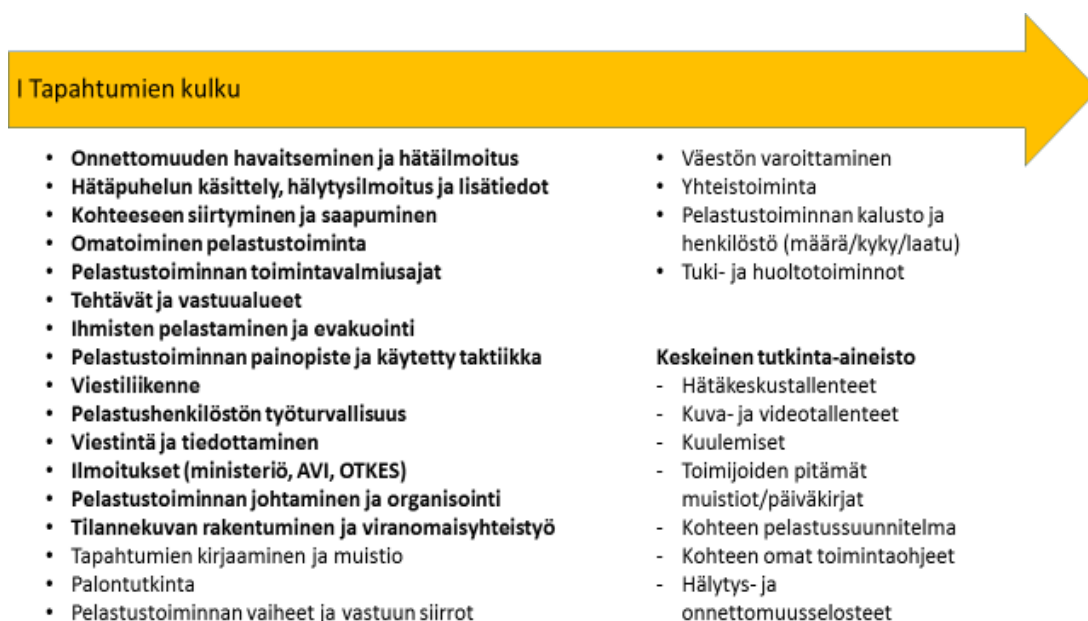 I Tapahtumien kulku
• Onnettomuuden havaitseminen ja hätäilmoitus
• Hätäpuhelun käsittely, hälytysilmoitus ja lisätiedot
• Kohteeseen siirtyminen ja saapuminen
• Omatoiminen pelastustoiminta
• Pelastustoiminnan toimintavalmiusajat
• Tehtävät ja vastuualueet
• Ihmisten pelastaminen ja evakuointi
• Pelastustoiminnan painopiste ja käytetty taktiikka
• Viestiliikenne
• Pelastushenkilöstön työturvallisuus
• Viestintä ja tiedottaminen
• Ilmoitukset (ministeriö, AVI, OTKES)
• Pelastustoiminnan johtaminen ja organisointi
• Tilannekuvan rakentuminen ja viranomaisyhteistyö
• Tapahtumien kirjaaminen ja muistio
• Palontutkinta
• Pelastustoiminnan vaiheet ja vastuun siirrot
• Väestön varoittaminen
• Yhteistoiminta
• Pelastustoiminnan kalusto ja
henkilöstö (määrä/kyky/laatu)
• Tuki- ja huoltotoiminnot
Keskeinen tutkinta-aineisto
- Hätäkeskustallenteet
- Kuva- ja videotallenteet
- Kuulemiset
- Toimijoiden pitämät
muistiot/päiväkirjat
- Kohteen pelastussuunnitelma
- Kohteen omat toimintaohjeet
- Hälytys- ja
onnettomuusselosteet